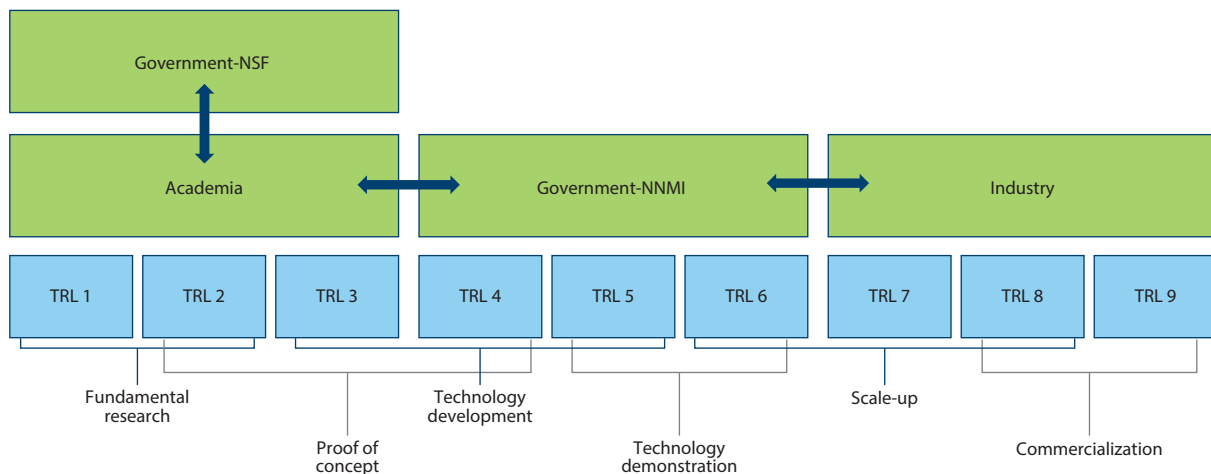 Government-NSF
Academia
Government-NNMI
Industry
TRL 1
TRL 2
TRL 3
TRL 4
TRL 5
TRL 6
TRL 7
TRL 8
TRL 9
Fundamental
research
Proof of
concept
Technology
development
Technology
demonstration
Scale-up
Commercialization